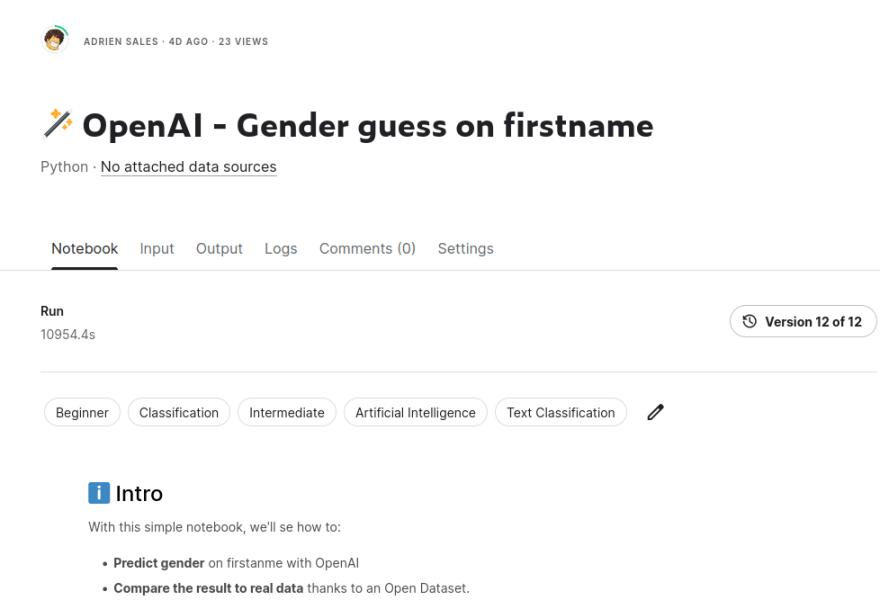 ADRIEN SALES · 4D AGO · 23 VIEWS
OpenAI - Gender guess on firstname
Python · No attached data sources
Notebook Input Output Logs Comments (0) Settings
Run
10954.4s
Version 12 of 12
Beginner Classification Intermediate Artificial Intelligence Text Classification
Intro
With this simple notebook, we'll se how to:
• Predict gender on firstanme with OpenAI
• Compare the result to real data thanks to an Open Dataset.